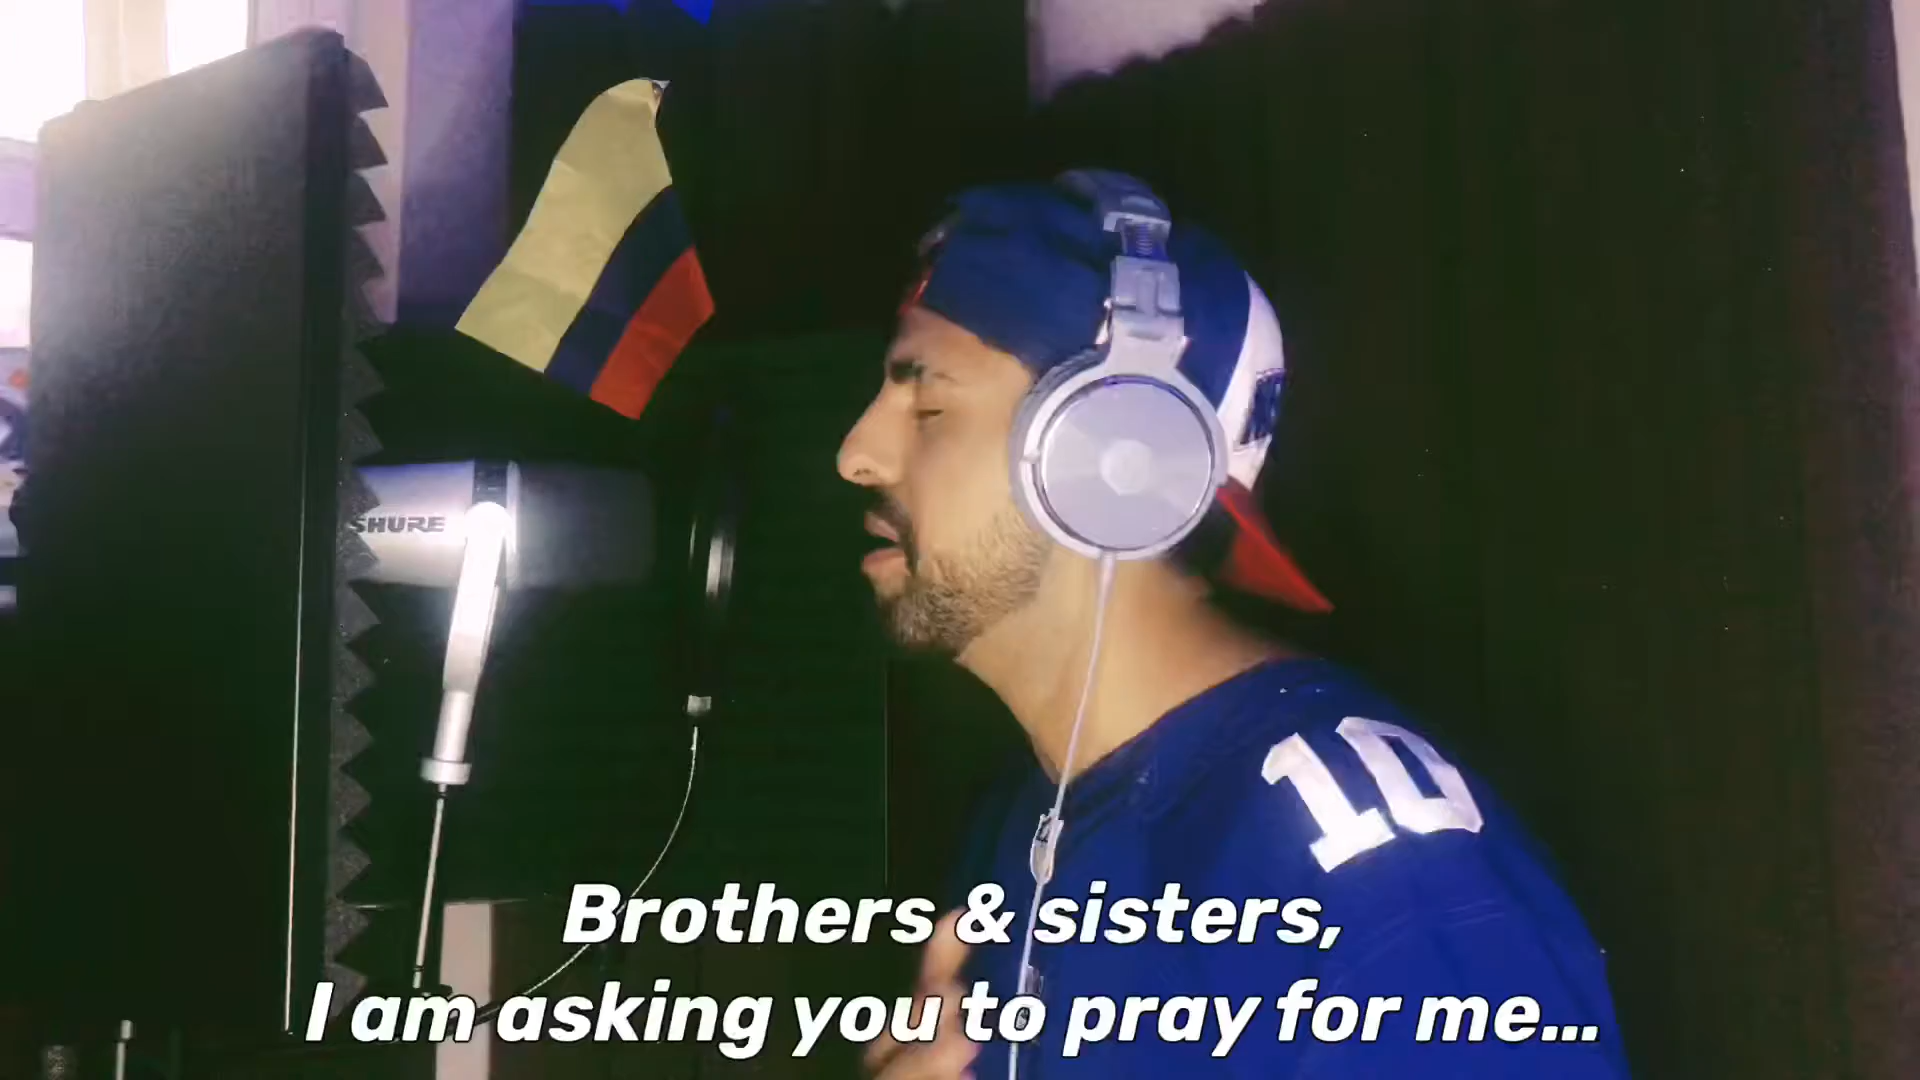 SHURE
10
Brothers & sisters,
I am asking you to pray for me...